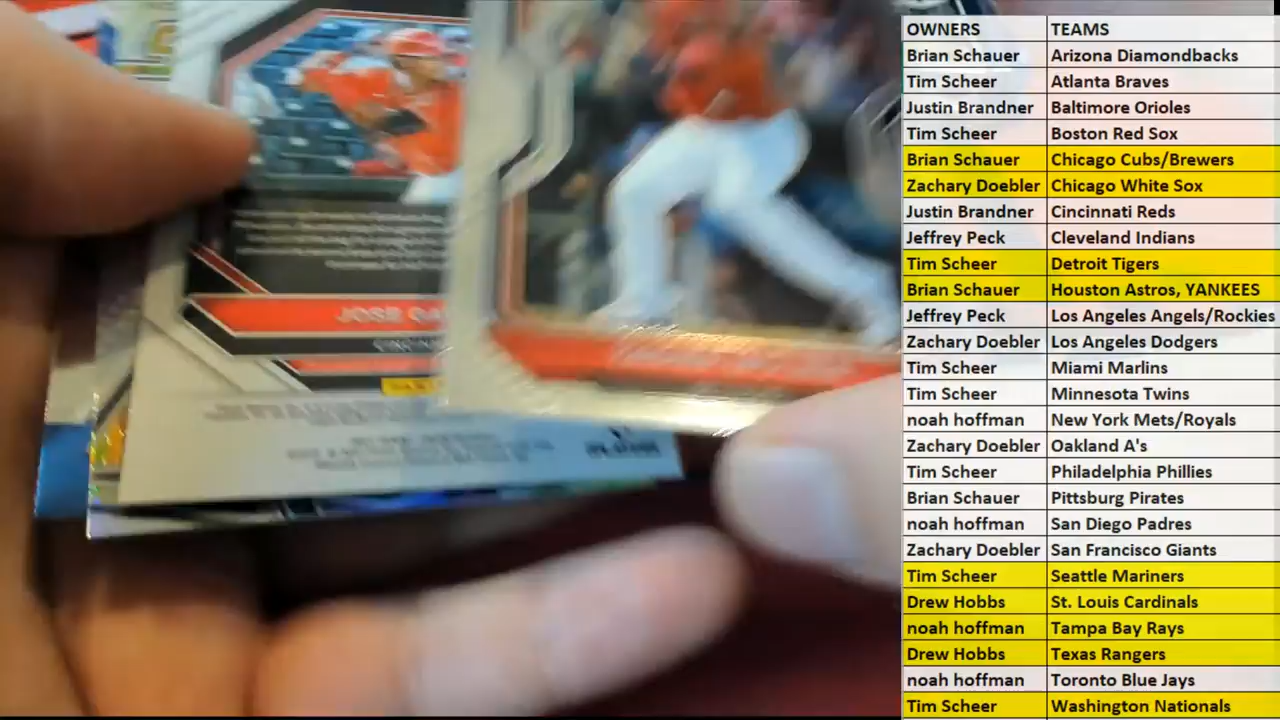 OWNERS TEAMS
Brian Schauer Arizona Diamondbacks
Tim Scheer Atlanta Braves
Justin Brandner Baltimore Orioles
Tim Scheer Boston Red Sox
Brian Schauer Chicago Cubs/Brewers
Zachary Doebler Chicago White Sox
Justin Brandner Cincinnati Reds
Jeffrey Peck Cleveland Indians
Tim Scheer Detroit Tigers
Brian Schauer Houston Astros, YANKEES
Jeffrey Peck Los Angeles Angels/Rockies
Zachary Doebler Los Angeles Dodgers
Tim Scheer Miami Marlins
Tim Scheer Minnesota Twins
noah hoffman New York Mets/Royals
Zachary Doebler Oakland A's
Tim Scheer Philadelphia Phillies
Brian Schauer Pittsburg Pirates
noah hoffman San Diego Padres
Zachary Doebler San Francisco Giants
Tim Scheer Seattle Mariners
Drew Hobbs St. Louis Cardinals
noah hoffman Tampa Bay Rays
Drew Hobbs Texas Rangers
noah hoffman Toronto Blue Jays
Tim Scheer Washington Nationals
JOSE GA
CINCIN